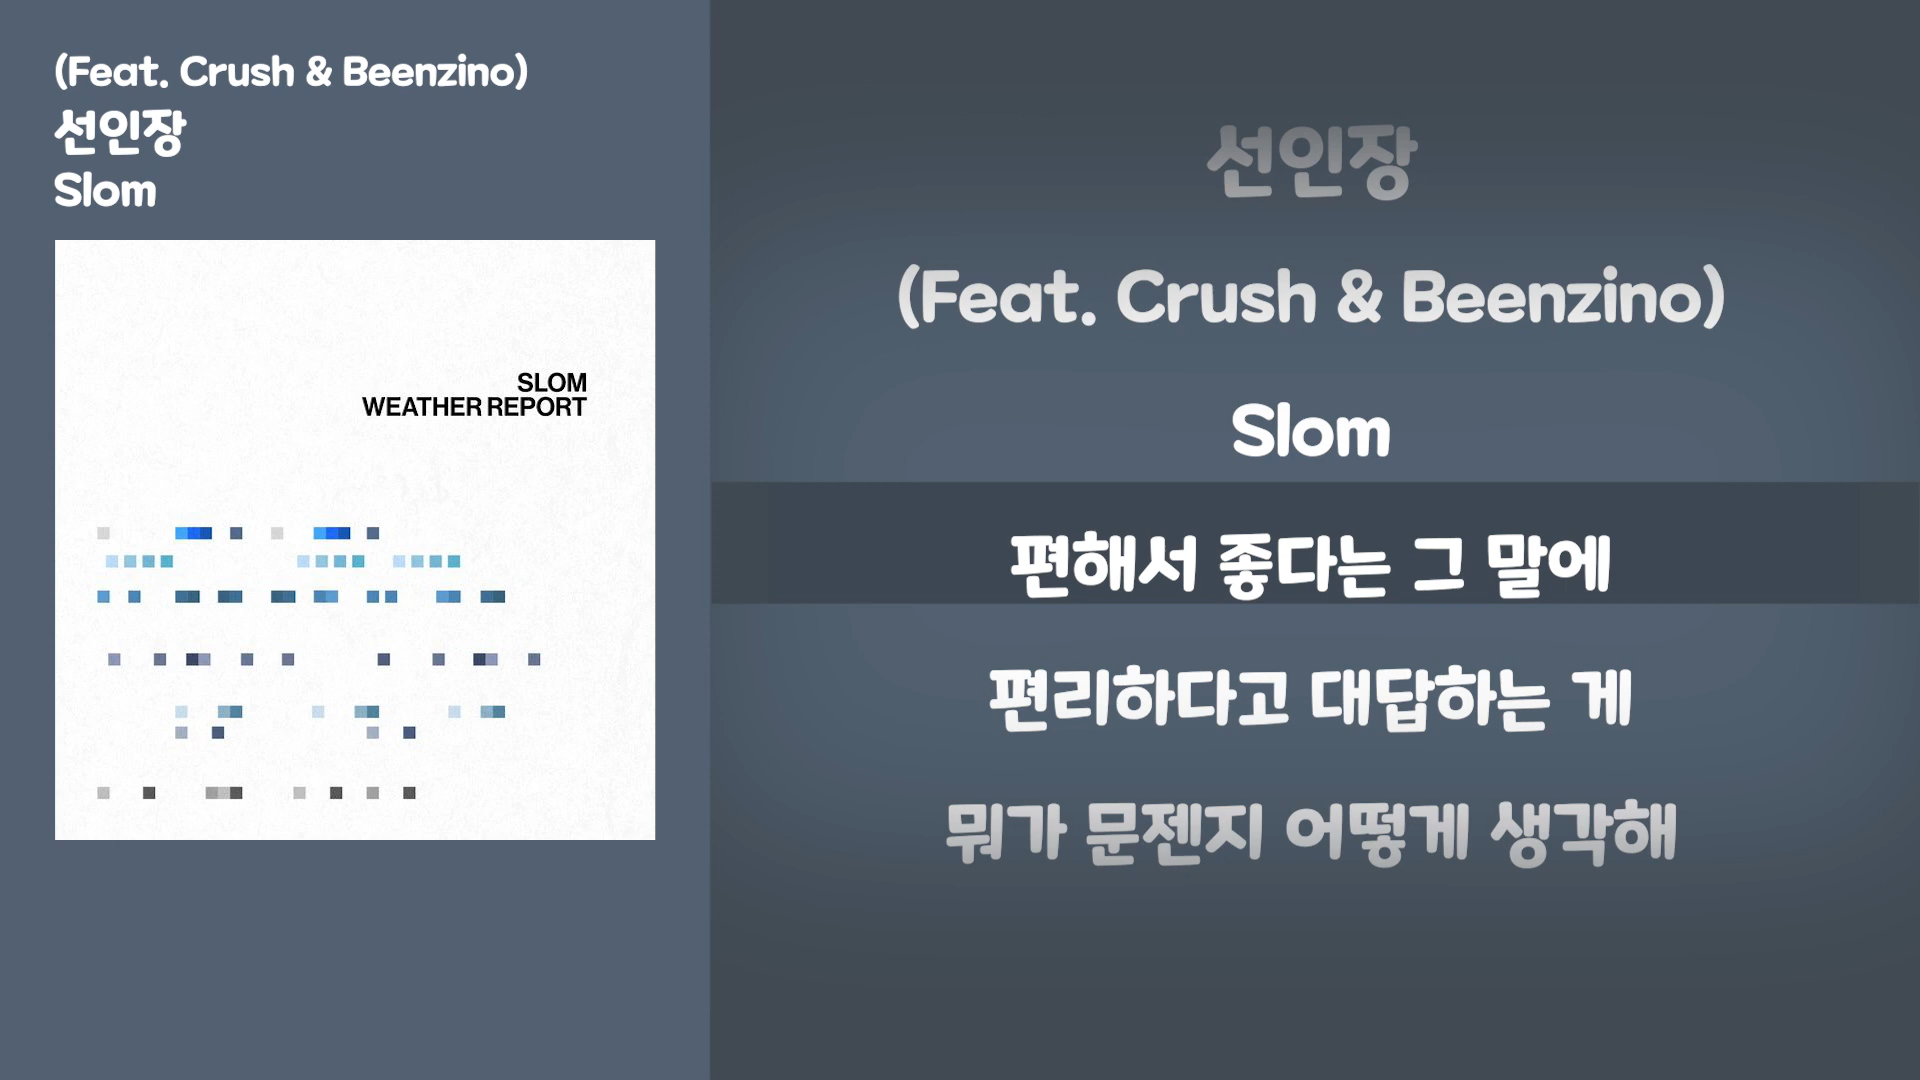 (Feat. Crush & Beenzino)
선인장
Slom
SLOM
WEATHER REPORT
선인장
(Feat. Crush & Beenzino)
Slom
편해서 좋다는 그 말에
편리하다고 대답하는 게
뭐가 문젠지 어떻게 생각해